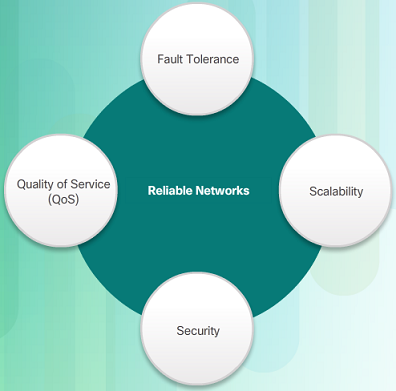 Fault Tolerance
Quality of Service
(QoS)
Reliable Networks
Scalability
Security